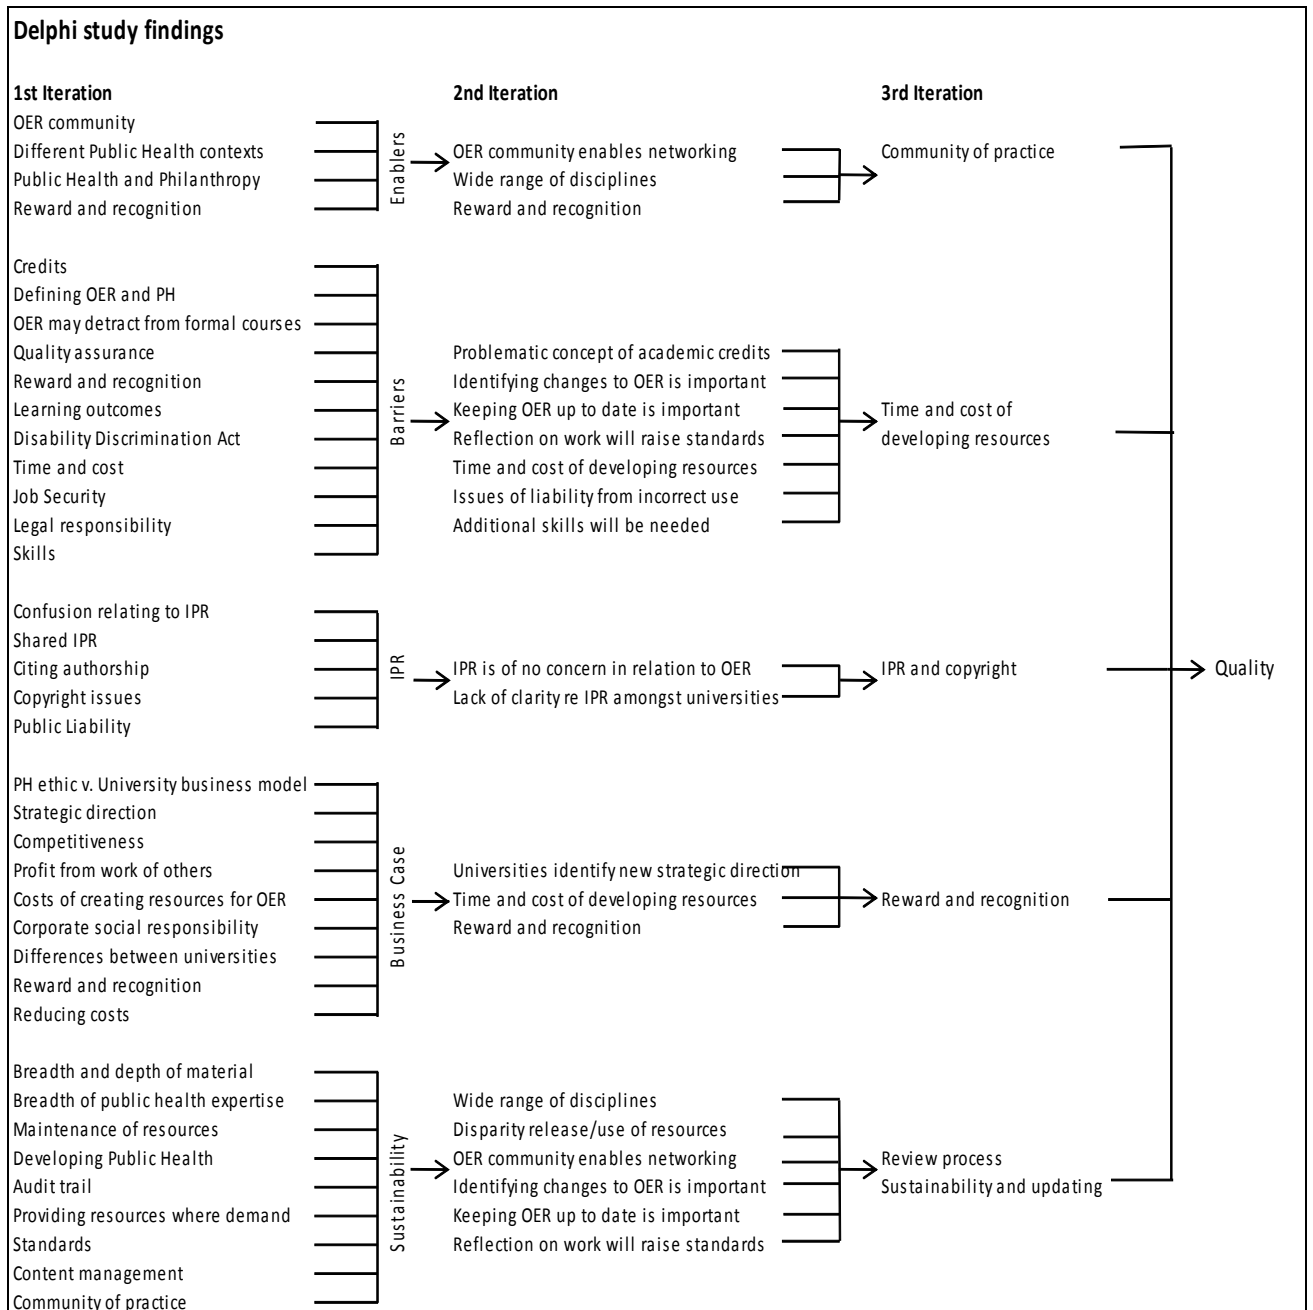 Delphi study findings
1st Iteration
2nd Iteration
3rd Iteration
OER community
Different Public Health contexts
Public Health and Philanthropy
Reward and recognition
Enablers
OER community enables networking
Wide range of disciplines
Reward and recognition
Community of practice
Credits
Defining OER and PH
OER may detract from formal courses
Quality assurance
Reward and recognition
Learning outcomes
Disability Discrimination Act
Time and cost
Job Security
Legal responsibility
Skills
Barriers
Problematic concept of academic credits
Identifying changes to OER is important
Keeping OER up to date is important
Reflection on work will raise standards
Time and cost of developing resources
Issues of liability from incorrect use
Additional skills will be needed
Time and cost of
developing resources
Confusion relating to IPR
Shared IPR
Citing authorship
Copyright issues
Public Liability
IPR
IPR is of no concern in relation to OER
Lack of clarity re IPR amongst universities
IPR and copyright
Quality
PH ethic v. University business model
Strategic direction
Competitiveness
Profit from work of others
Costs of creating resources for OER
Corporate social responsibility
Differences between universities
Reward and recognition
Reducing costs
Business Case
Universities identify new strategic direction
Time and cost of developing resources
Reward and recognition
Reward and recognition
Breadth and depth of material
Breadth of public health expertise
Maintenance of resources
Developing Public Health
Audit trail
Providing resources where demand
Standards
Content management
Community of practice
Sustainability
Wide range of disciplines
Disparity release/use of resources
OER community enables networking
Identifying changes to OER is important
Keeping OER up to date is important
Reflection on work will raise standards
Review process
Sustainability and updating